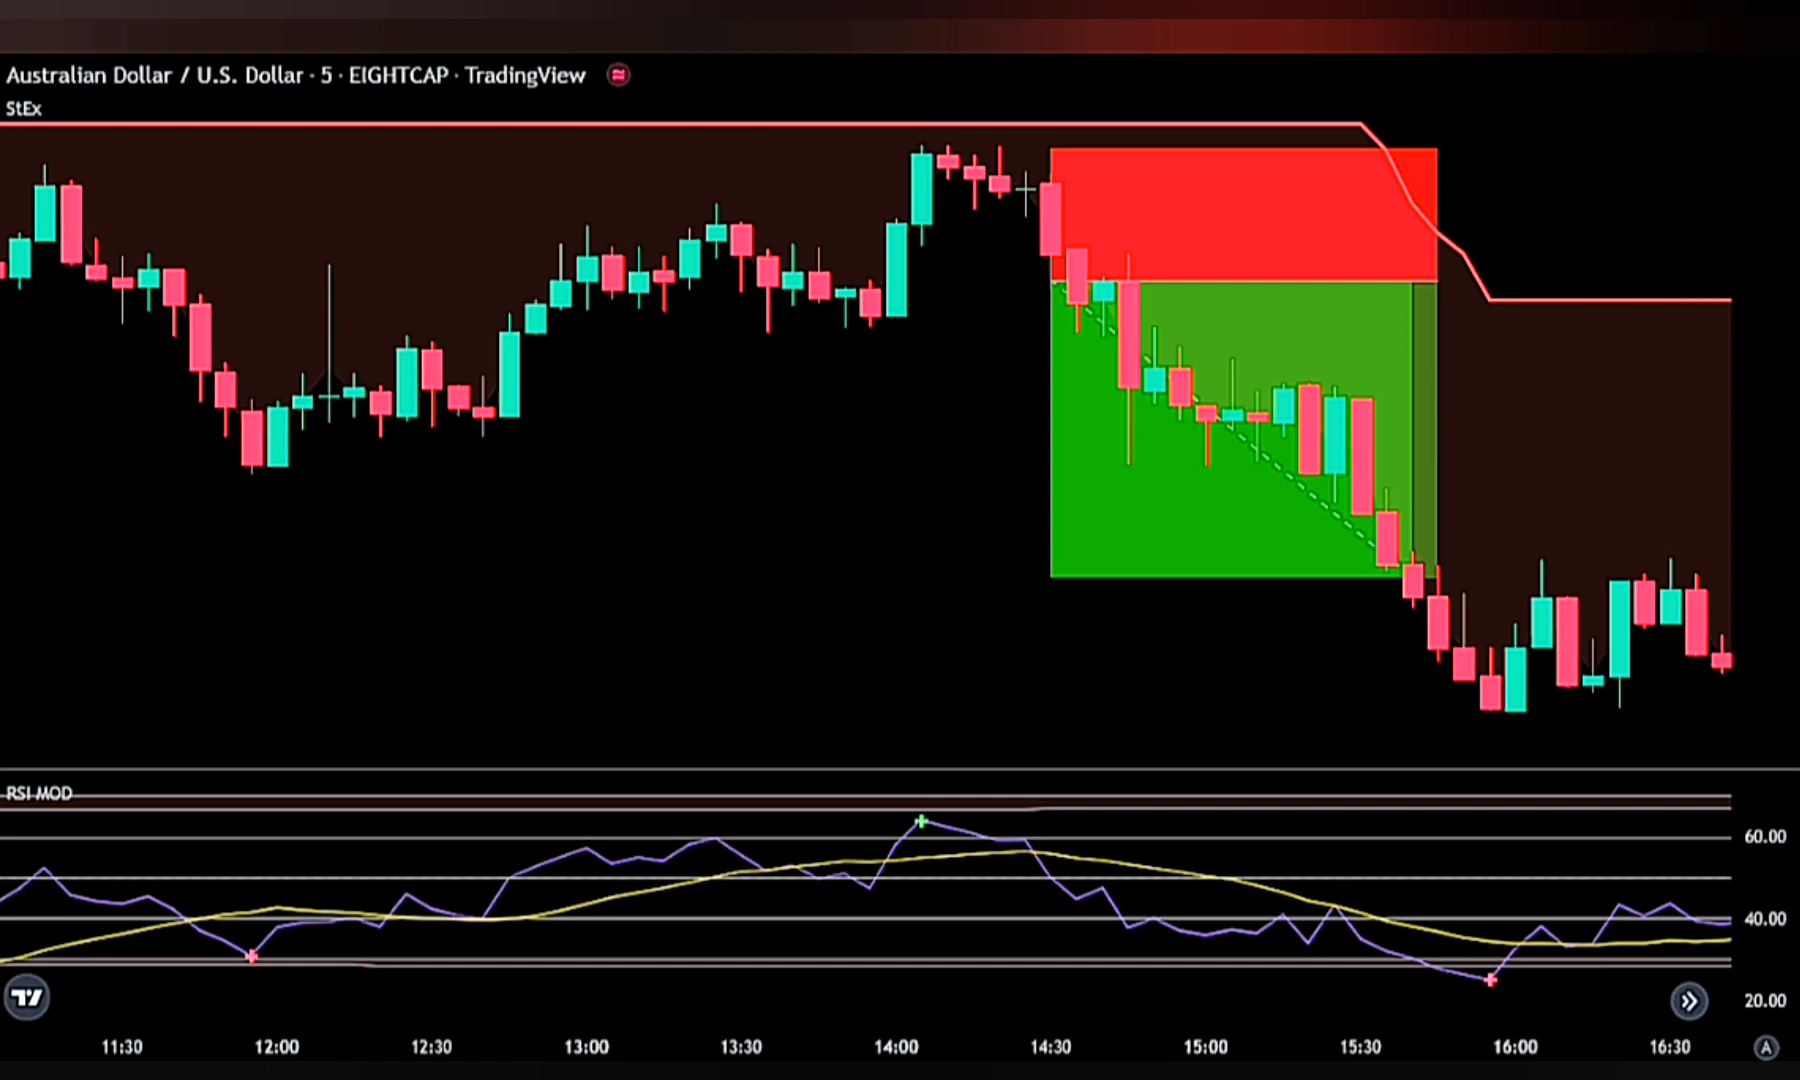 Australian Dollar / U.S. Dollar · 5 · EIGHTCAP · TradingView
StEx
RSI MOD
60.00
40.00
20.00
11:30 12:00 12:30 13:00 13:30 14:00 14:30 15:00 15:30 16:00 16:30 A